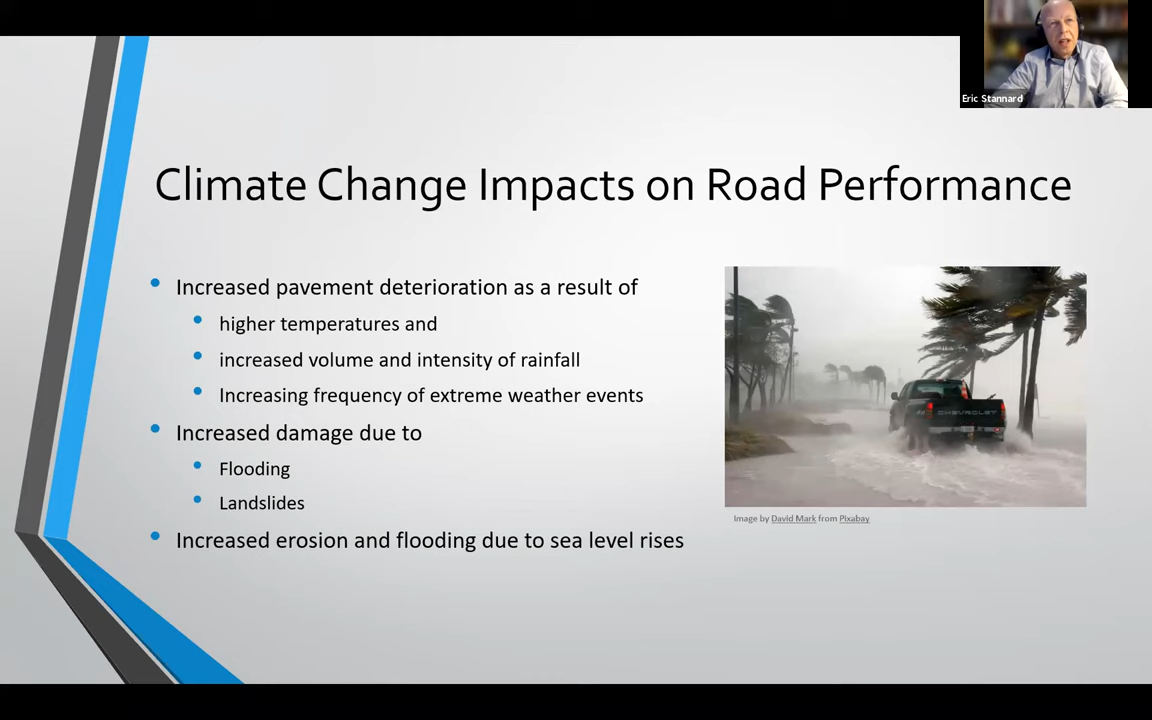 Eric Stannard
Climate Change Impacts on Road Performance
Increased pavement deterioration as a result of
higher temperatures and
increased volume and intensity of rainfall
Increasing frequency of extreme weather events
Increased damage due to
Flooding
Landslides
Increased erosion and flooding due to sea level rises
CHEVROLET
Image by David Mark from Pixabay